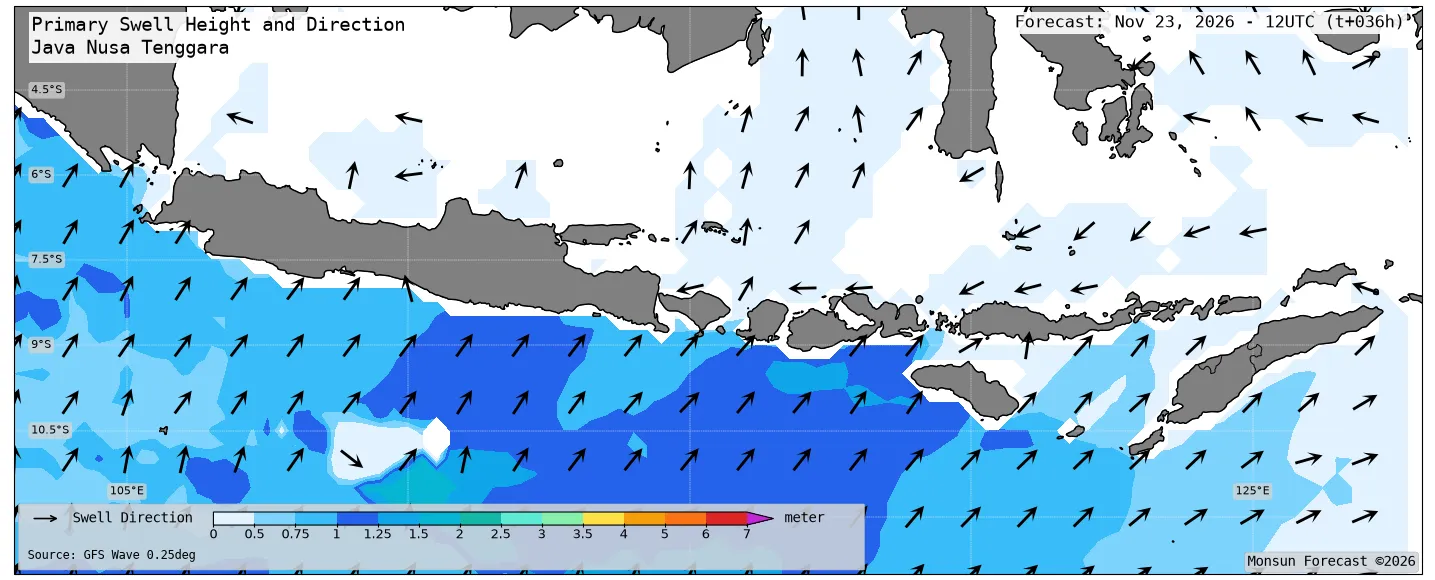 Primary Swell Height and Direction
Java Nusa Tenggara
Forecast: Nov 23, 2026 - 12UTC (t+036h)
4.5°S
6°S
7.5°S
9°S
10.5°S
105°E
125°E
Swell Direction
0 0.5 0.75 1 1.25 1.5 2 2.5 3 3.5 4 5 6 7
meter
Source: GFS Wave 0.25deg
Monsun Forecast ©2026